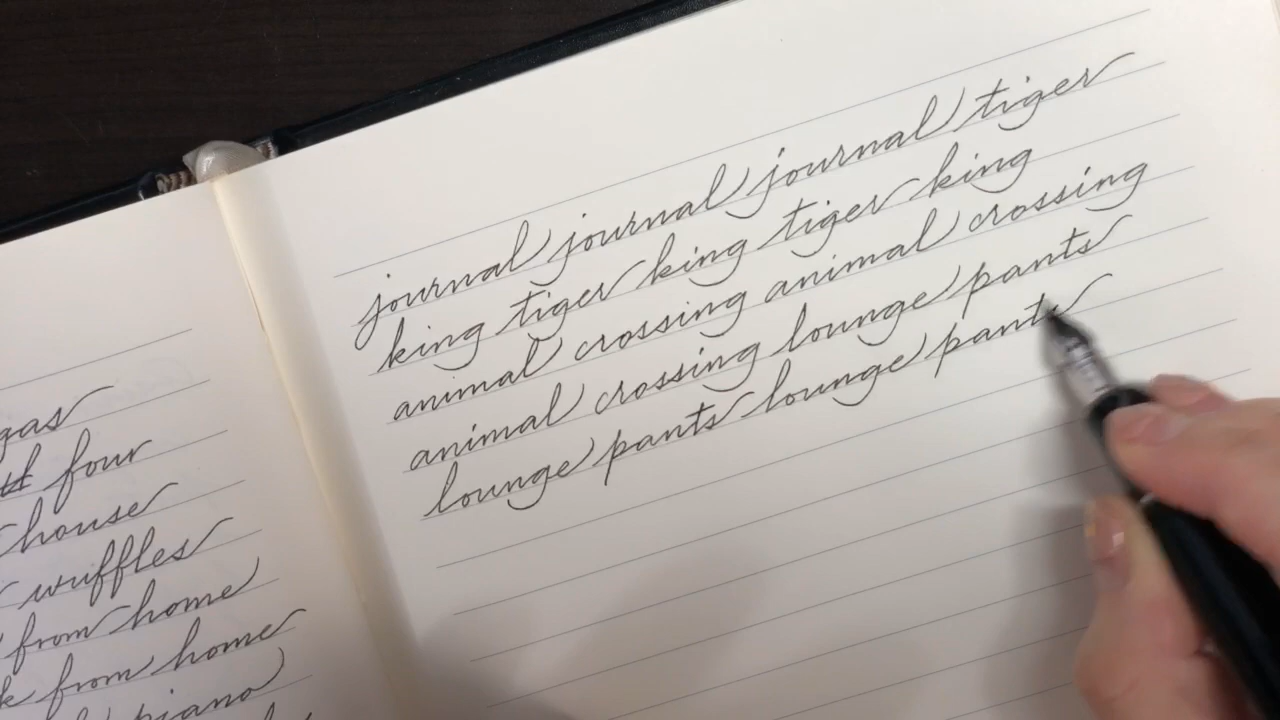 gas
four
house
wuffles
from home
from home
piano
journal journal journal tiger
king tiger king tiger king
animal crossing animal crossing
animal crossing lounge pants
lounge pants lounge pants